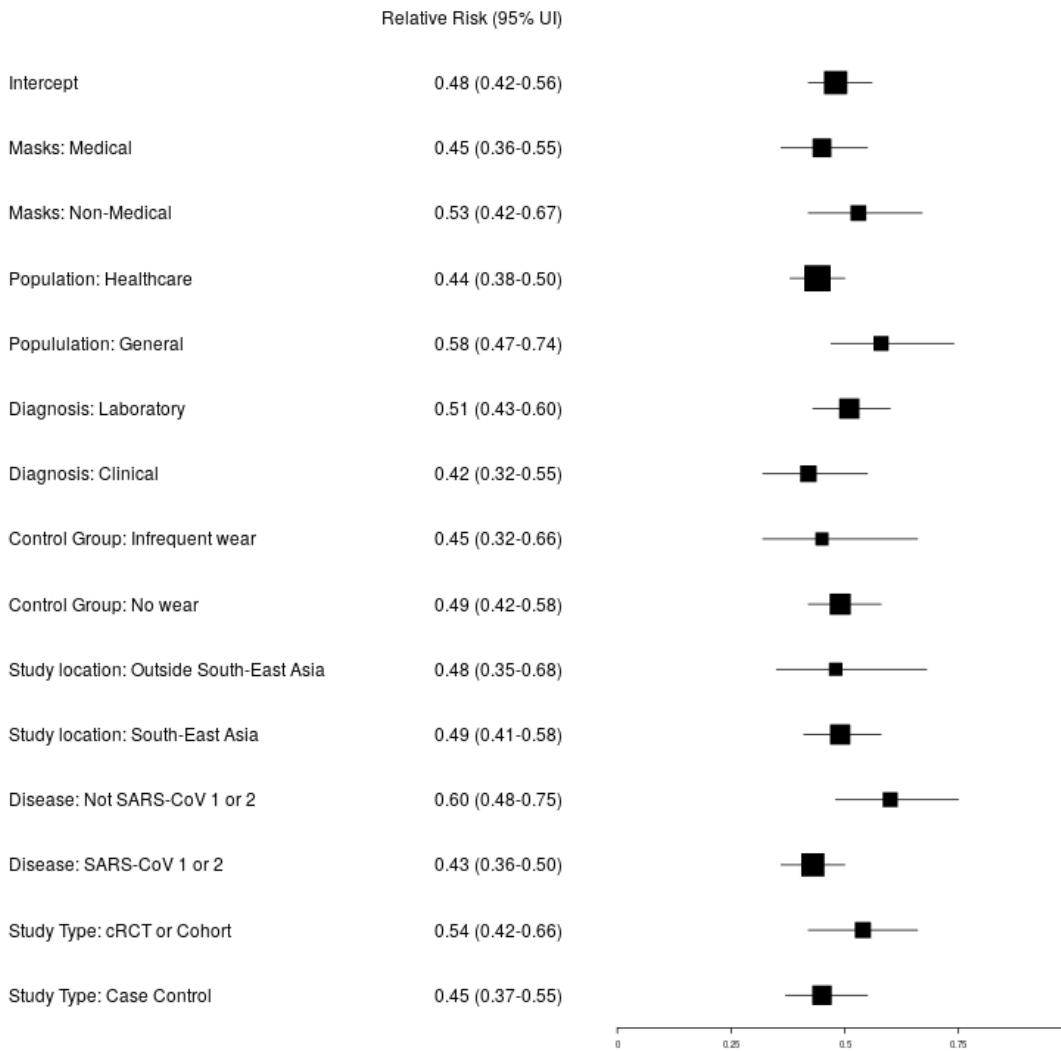 Relative Risk (95% UI)
Intercept 0.48 (0.42-0.56)
Masks: Medical 0.45 (0.36-0.55)
Masks: Non-Medical 0.53 (0.42-0.67)
Population: Healthcare 0.44 (0.38-0.50)
Popululation: General 0.58 (0.47-0.74)
Diagnosis: Laboratory 0.51 (0.43-0.60)
Diagnosis: Clinical 0.42 (0.32-0.55)
Control Group: Infrequent wear 0.45 (0.32-0.66)
Control Group: No wear 0.49 (0.42-0.58)
Study location: Outside South-East Asia 0.48 (0.35-0.68)
Study location: South-East Asia 0.49 (0.41-0.58)
Disease: Not SARS-CoV 1 or 2 0.60 (0.48-0.75)
Disease: SARS-CoV 1 or 2 0.43 (0.36-0.50)
Study Type: cRCT or Cohort 0.54 (0.42-0.66)
Study Type: Case Control 0.45 (0.37-0.55)
0 0.25 0.5 0.75